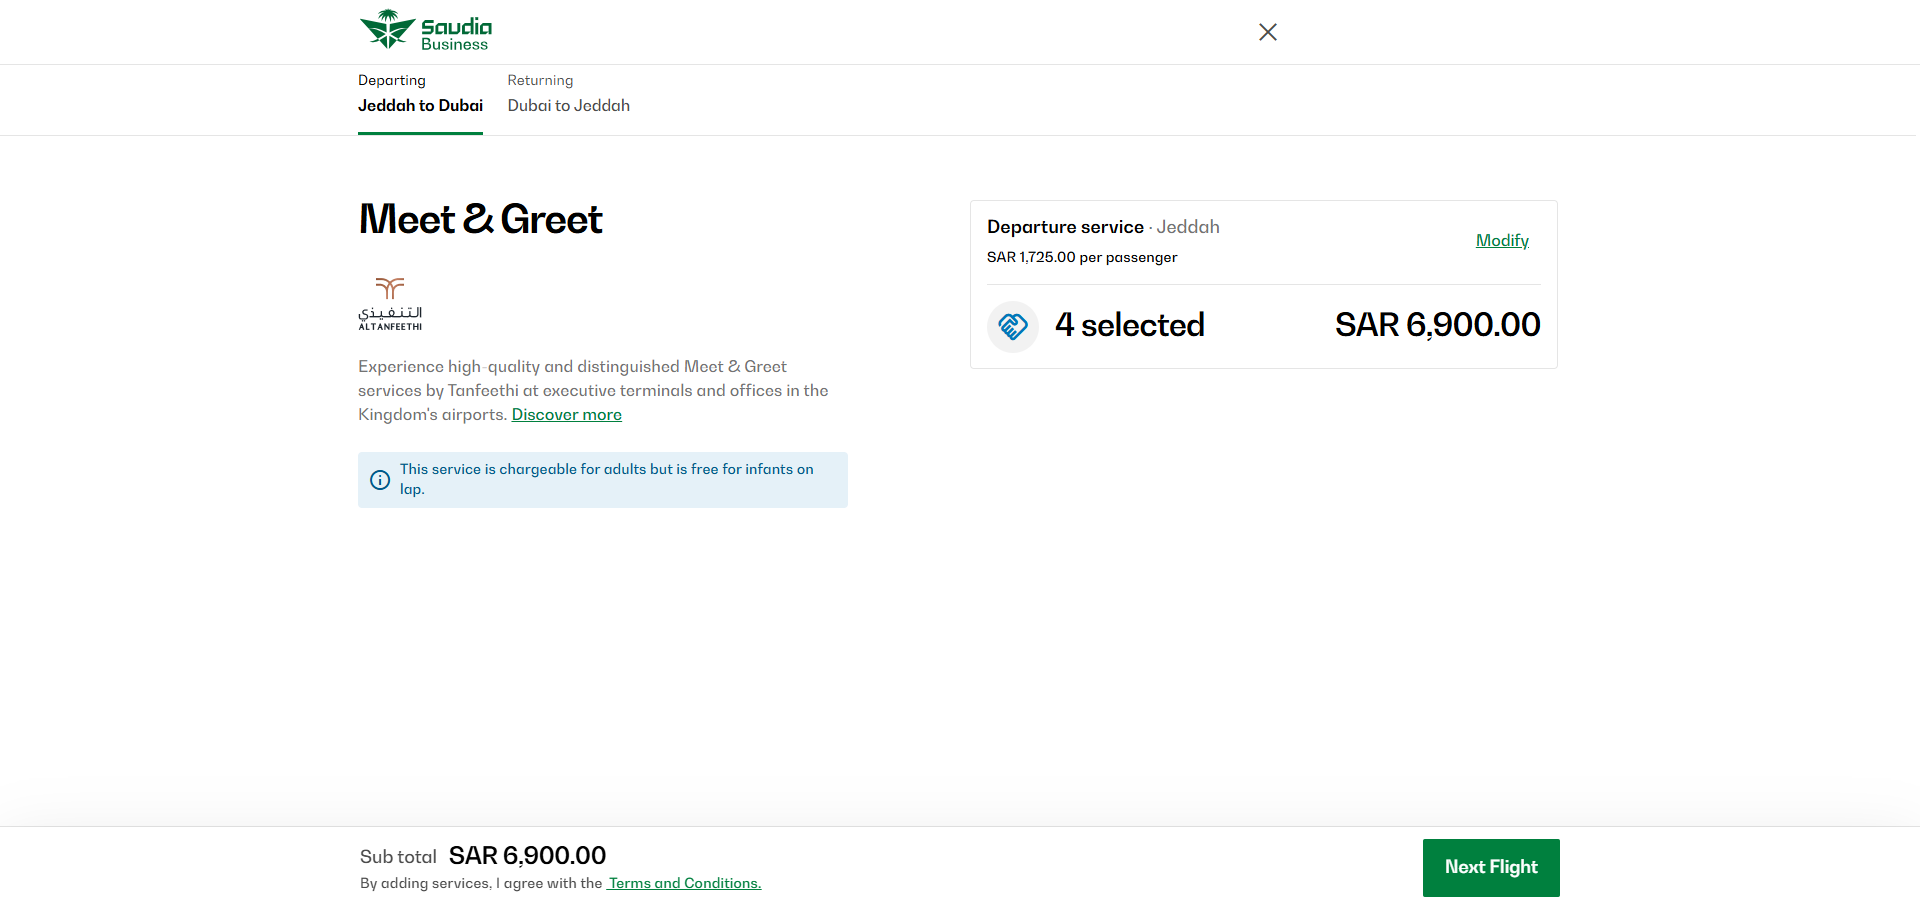 Saudia
Business
Departing
Jeddah to Dubai
Returning
Dubai to Jeddah
Meet & Greet
التنفيذي
ALTANFEETHI
Experience high-quality and distinguished Meet & Greet
services by Tanfeethi at executive terminals and offices in the
Kingdom's airports. Discover more
This service is chargeable for adults but is free for infants on
lap.
Departure service · Jeddah
SAR 1,725.00 per passenger
Modify
4 selected
SAR 6,900.00
Sub total SAR 6,900.00
By adding services, I agree with the Terms and Conditions.
Next Flight